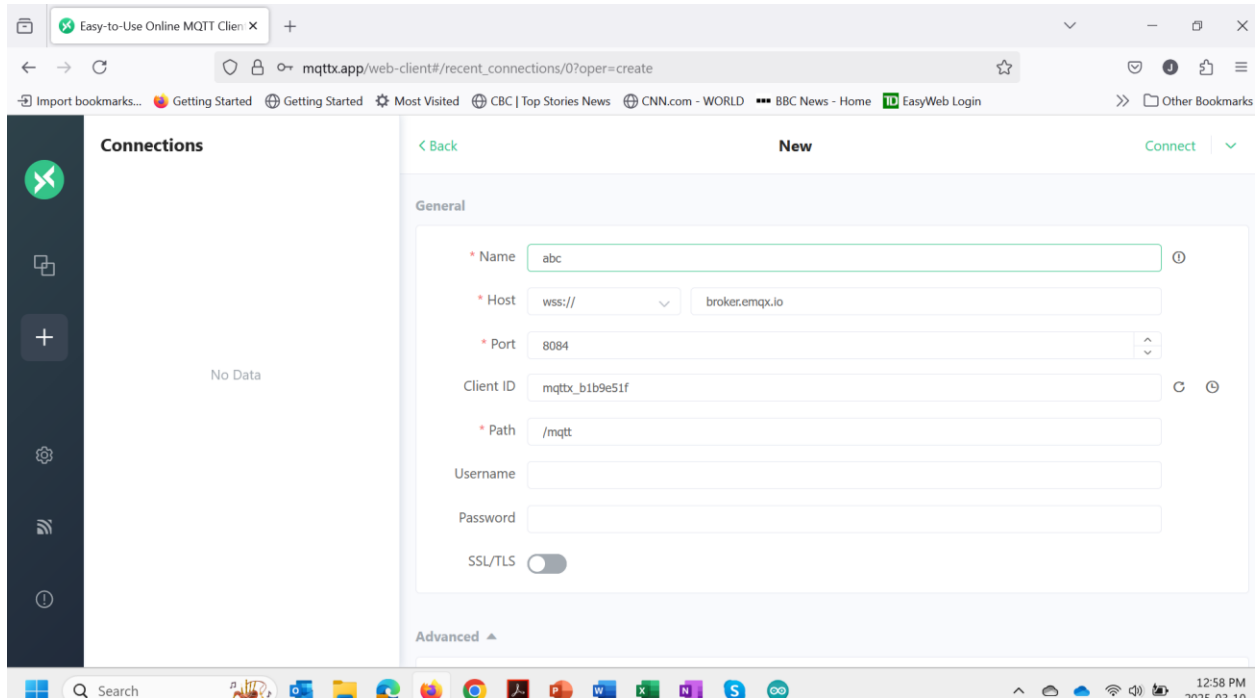 Easy-to-Use Online MQTT Clien
mqttx.app/web-client#/recent_connections/0?oper=create
Import bookmarks... Getting Started Getting Started Most Visited CBC | Top Stories News CNN.com - WORLD BBC News - Home TD EasyWeb Login Other Bookmarks
J
Connections
< Back New Connect
General
* Name abc
* Host wss:// broker.emqx.io
* Port 8084
No Data
Client ID mqttx_b1b9e51f
* Path /mqtt
Username
Password
SSL/TLS
Advanced
Search
12:58 PM